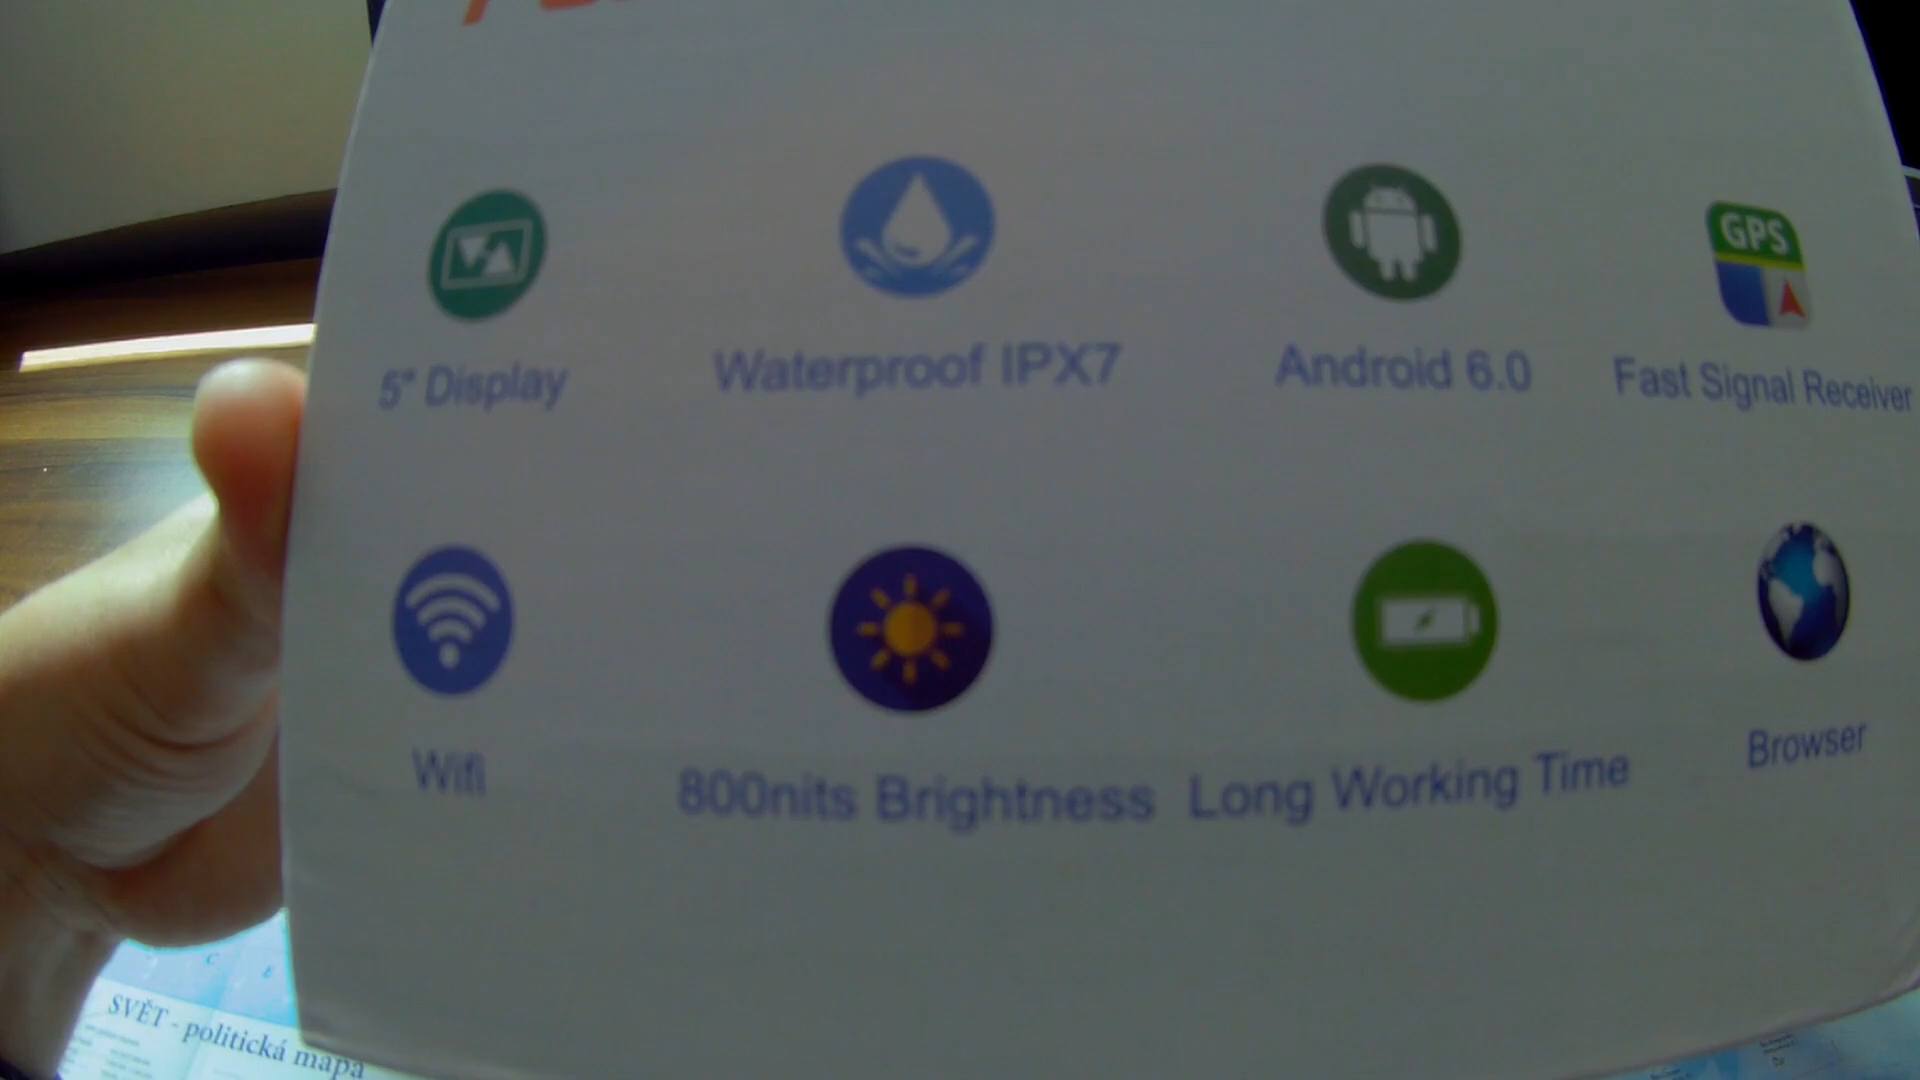 5" Display
Waterproof IPX7
Android 6.0
GPS
Fast Signal Receiver
Wifi
800nits Brightness
Long Working Time
Browser
SVĚT - politická mapa